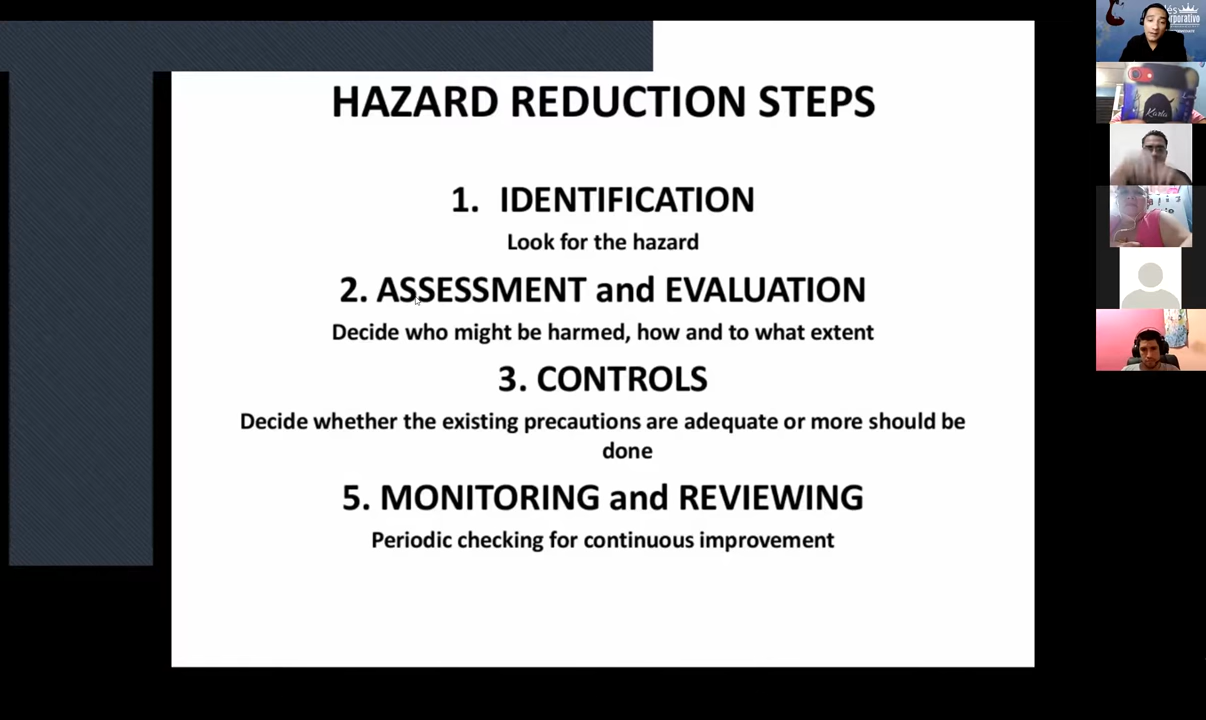 HAZARD REDUCTION STEPS
1. IDENTIFICATION
Look for the hazard
2. ASSESSMENT and EVALUATION
Decide who might be harmed, how and to what extent
3. CONTROLS
Decide whether the existing precautions are adequate or more should be
done
5. MONITORING and REVIEWING
Periodic checking for continuous improvement
Karla